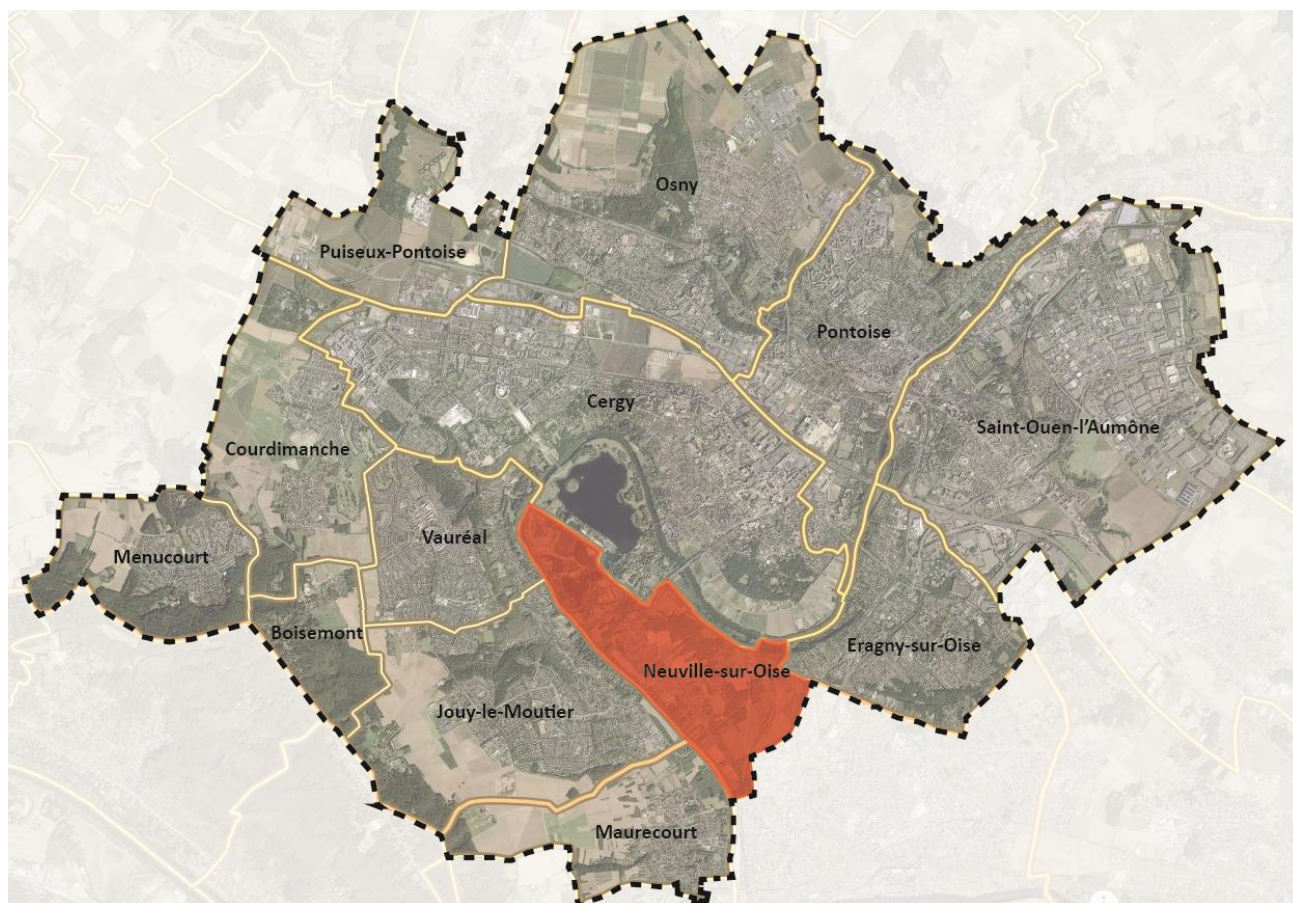 Osny
Puiseux-Pontoise
Pontoise
Cergy
Saint-Ouen-l'Aumône
Courdimanche
Vauréal
Menucourt
Boisemont
Eragny-sur-Oise
Neuville-sur-Oise
Jouy-le-Moutier
Maurecourt